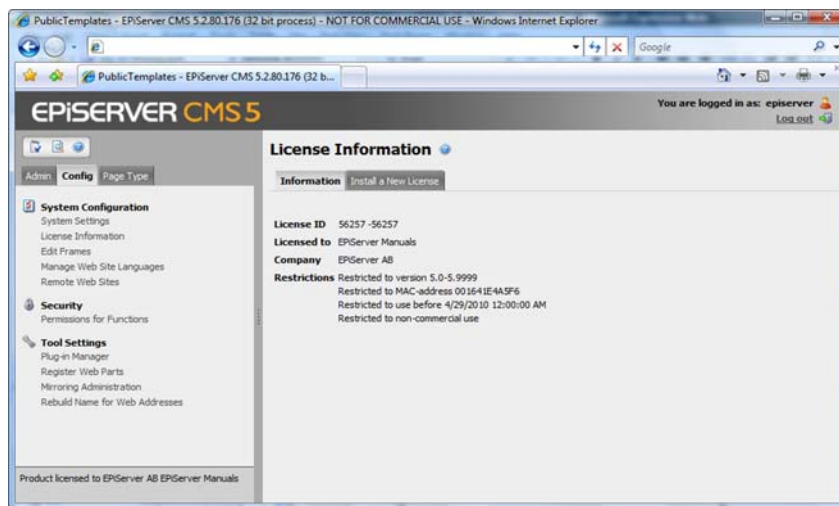 PublicTemplates - EPiServer CMS 5.2.80.176 (32 bit process) - NOT FOR COMMERCIAL USE - Windows Internet Explorer
Google
PublicTemplates - EPiServer CMS 5.2.80.176 (32 b...
EPiSERVER CMS 5
You are logged in as: episerver
Log out
Admin Config Page Type
System Configuration
System Settings
License Information
Edit Frames
Manage Web Site Languages
Remote Web Sites
Security
Permissions for Functions
Tool Settings
Plug-in Manager
Register Web Parts
Mirroring Administration
Rebuild Name for Web Addresses
Product licensed to EPiServer AB EPiServer Manuals
License Information
Information Install a New License
License ID 56257 -56257
Licensed to EPiServer Manuals
Company EPiServer AB
Restrictions Restricted to version 5.0-5.9999
Restricted to MAC-address 001641E4A5F6
Restricted to use before 4/29/2010 12:00:00 AM
Restricted to non-commercial use